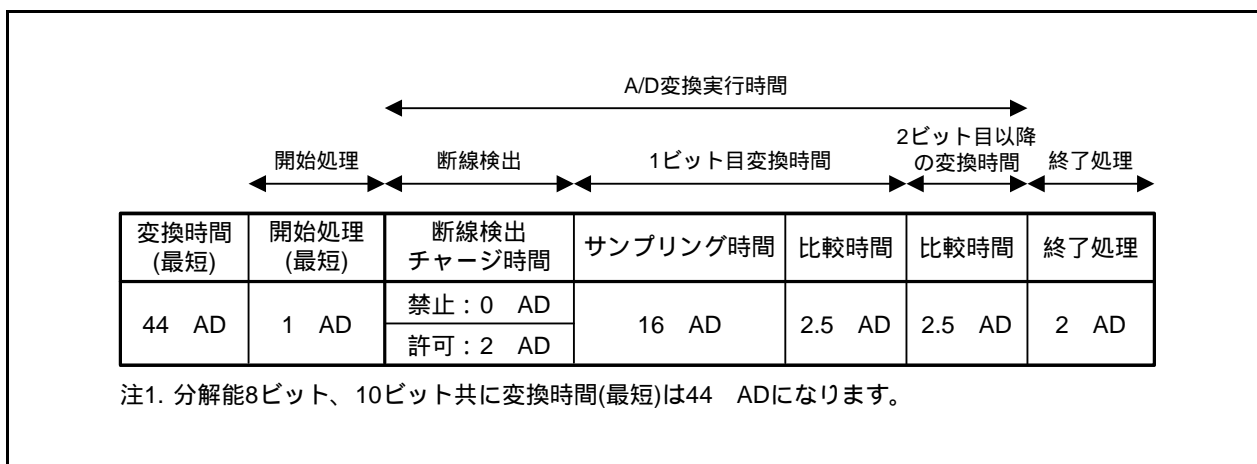 A/D変換実行時間
開始処理
断線検出
1ビット目変換時間
2ビット目以降
の変換時間
終了処理
変換時間
(最短)
開始処理
(最短)
断線検出
チャージ時間
サンプリング時間
比較時間
比較時間
終了処理
44 AD
1 AD
禁止：0 AD
許可：2 AD
16 AD
2.5 AD
2.5 AD
2 AD
注1. 分解能8ビット、10ビット共に変換時間(最短)は44 ADになります。